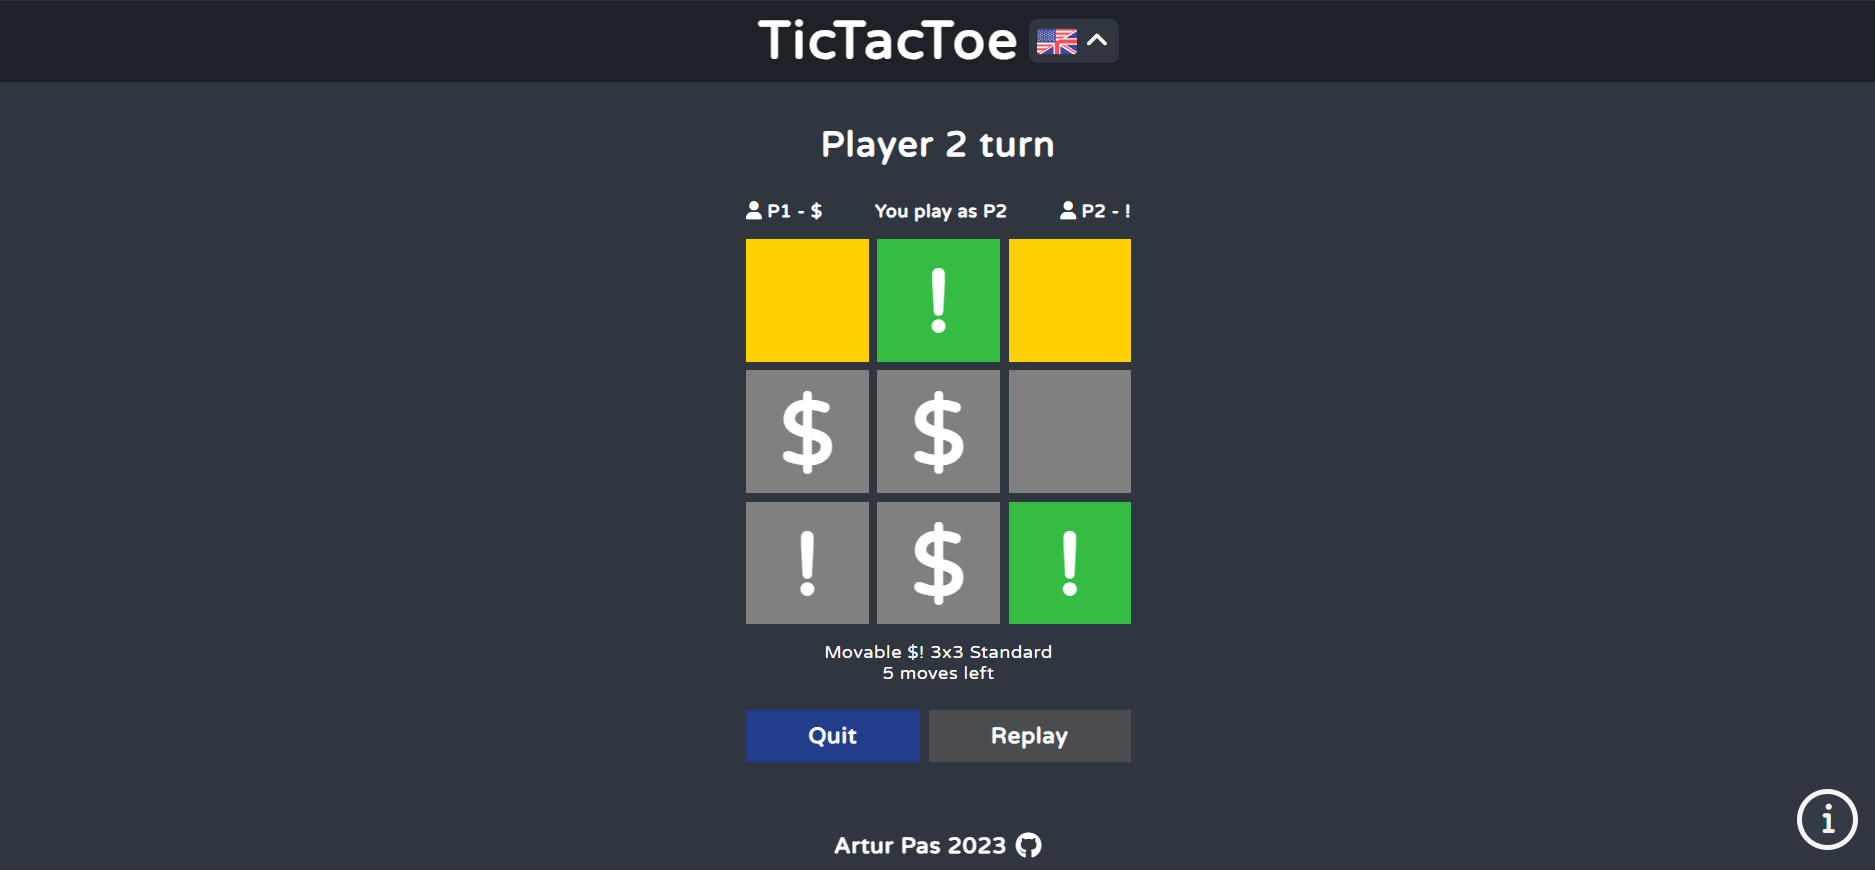 TicTacToe
Player 2 turn
P1 - $ You play as P2 P2 - !
!
$ $
! $ !
Movable $! 3x3 Standard
5 moves left
Quit Replay
i
Artur Pas 2023